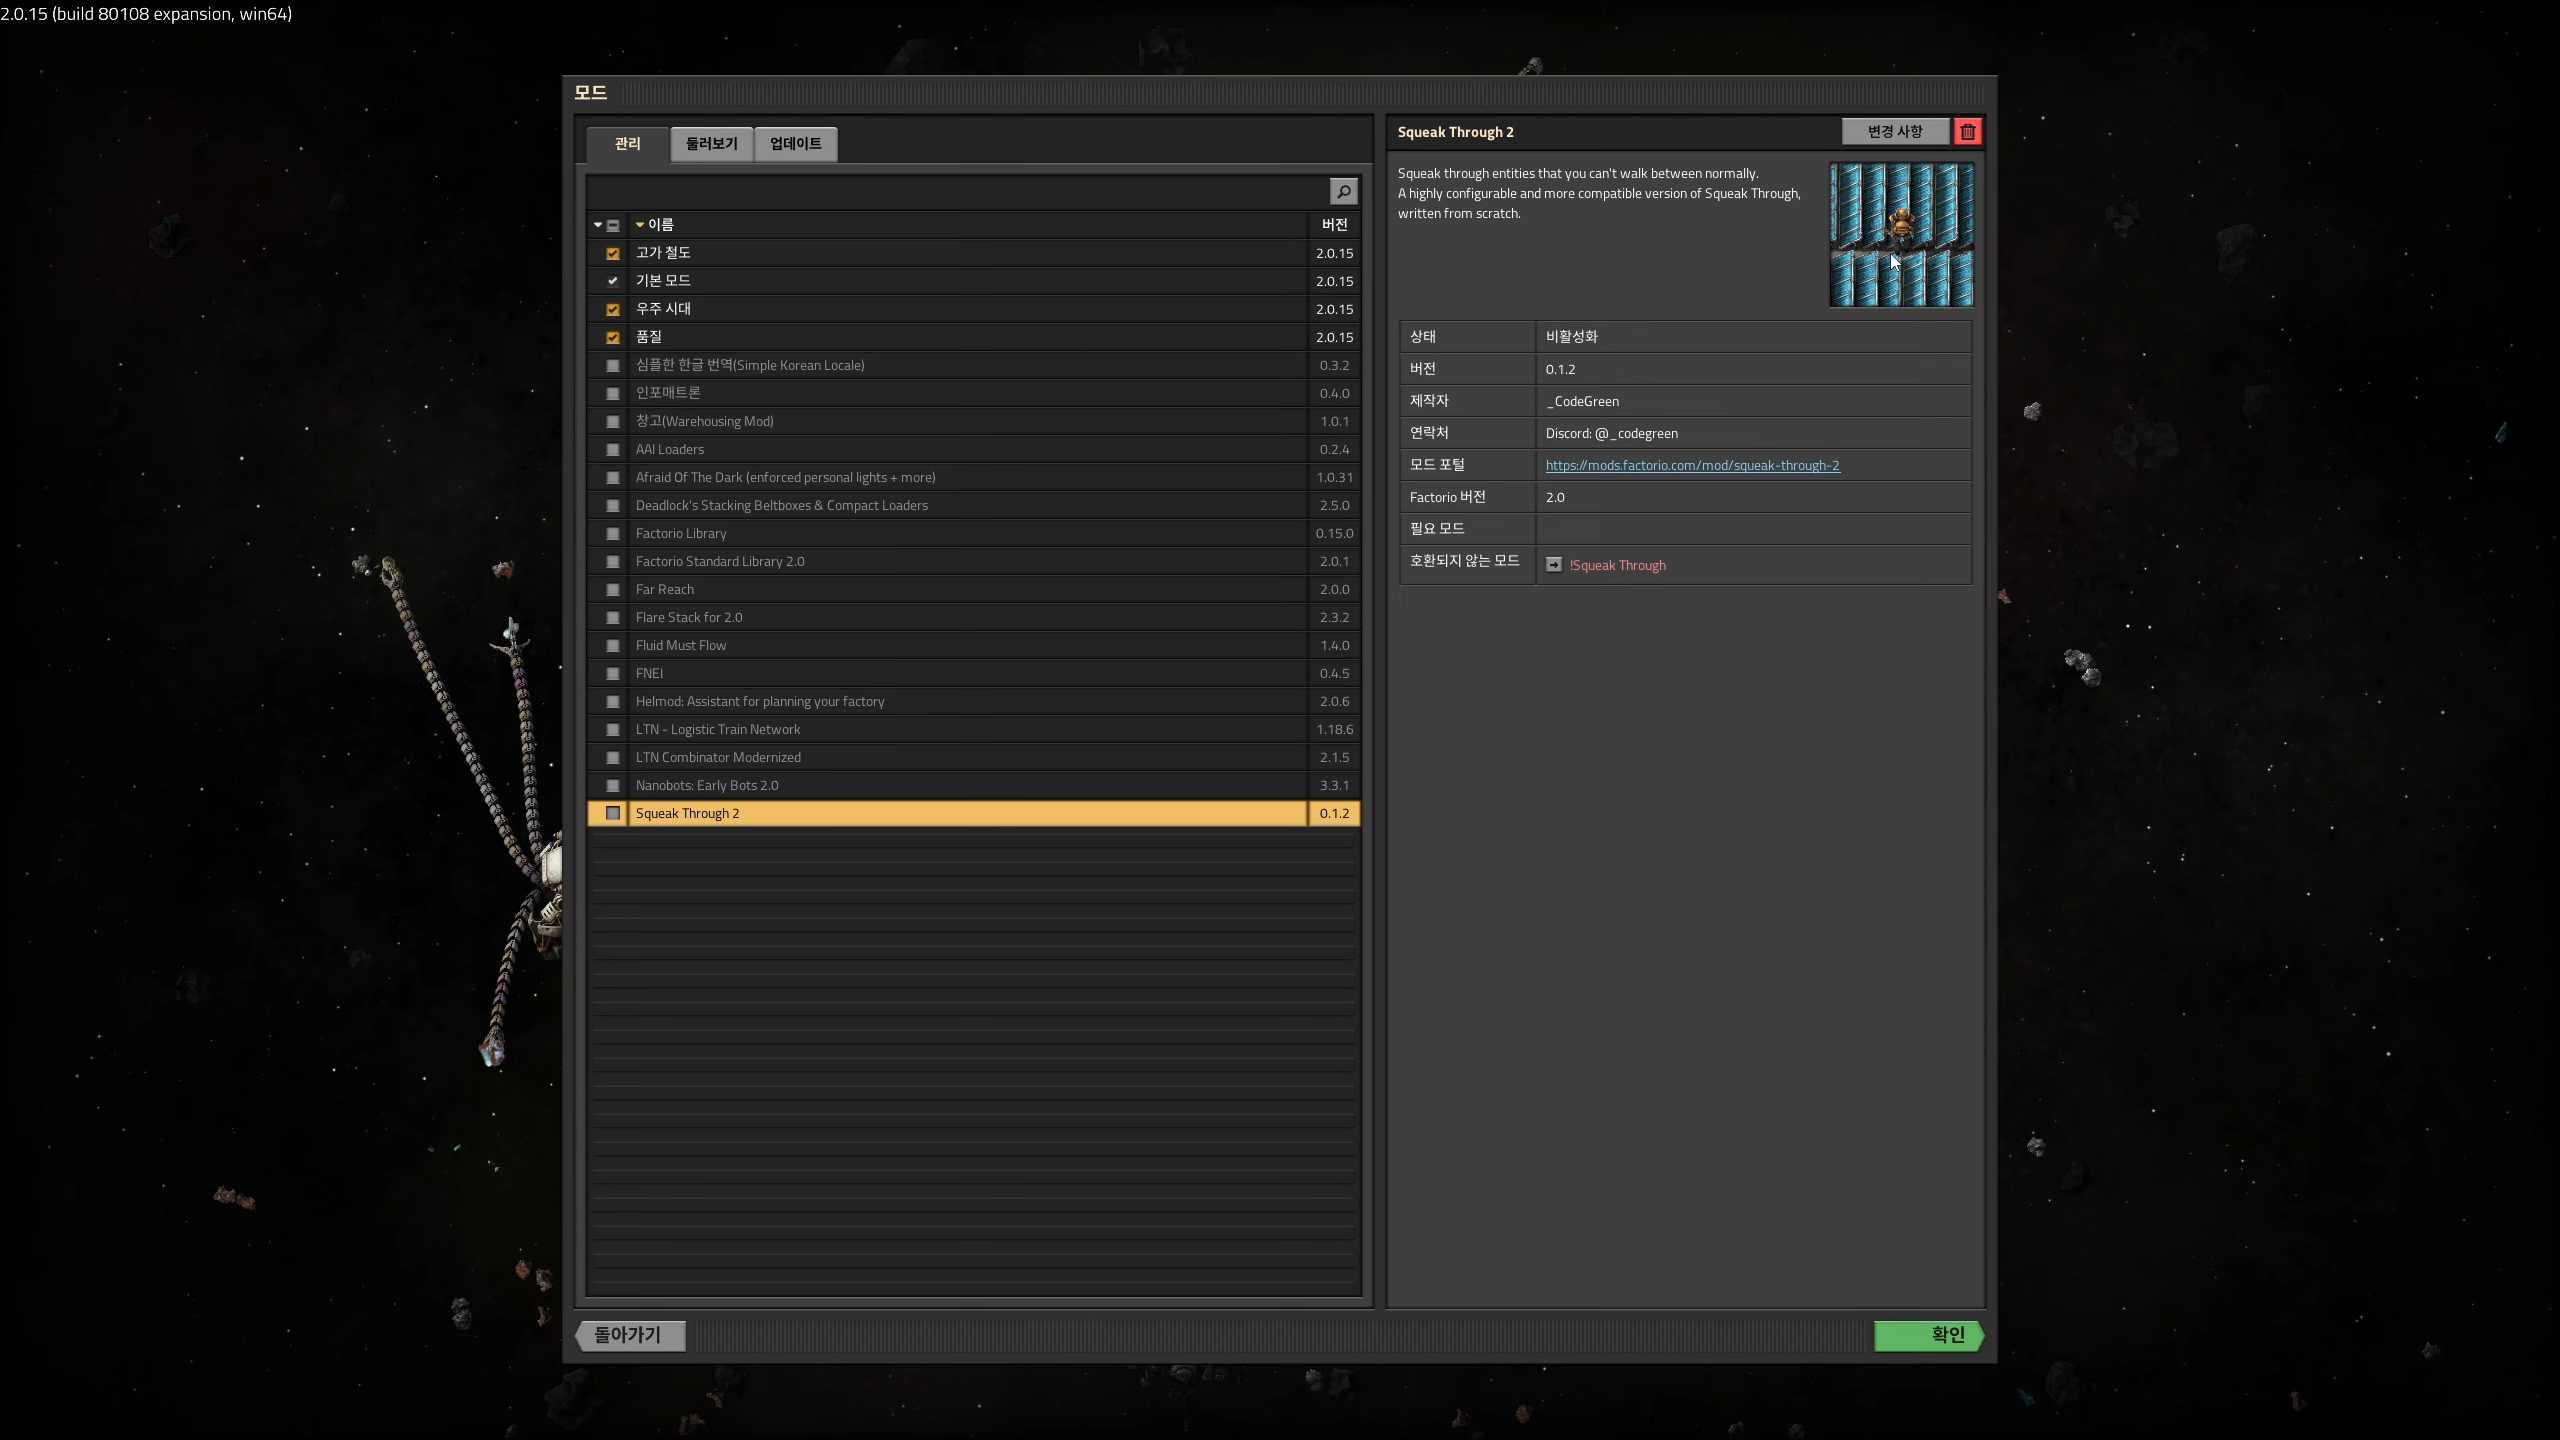 2.0.15 (build 80108 expansion, win64)
모드
관리
둘러보기
업데이트
이름
버전
고가 철도
2.0.15
기본 모드
2.0.15
우주 시대
2.0.15
품질
2.0.15
심플한 한글 번역(Simple Korean Locale)
0.3.2
인포매트론
0.4.0
창고(Warehousing Mod)
1.0.1
AAI Loaders
0.2.4
Afraid Of The Dark (enforced personal lights + more)
1.0.31
Deadlock's Stacking Beltboxes & Compact Loaders
2.5.0
Factorio Library
0.15.0
Factorio Standard Library 2.0
2.0.1
Far Reach
2.0.0
Flare Stack for 2.0
2.3.2
Fluid Must Flow
1.4.0
FNEI
0.4.5
Helmod: Assistant for planning your factory
2.0.6
LTN - Logistic Train Network
1.18.6
LTN Combinator Modernized
2.1.5
Nanobots: Early Bots 2.0
3.3.1
Squeak Through 2
0.1.2
돌아가기
Squeak Through 2
변경 사항
Squeak through entities that you can't walk between normally.
A highly configurable and more compatible version of Squeak Through,
written from scratch.
상태
비활성화
버전
0.1.2
제작자
_CodeGreen
연락처
Discord: @_codegreen
모드 포털
https://mods.factorio.com/mod/squeak-through-2
Factorio 버전
2.0
필요 모드
호환되지 않는 모드
!Squeak Through
확인